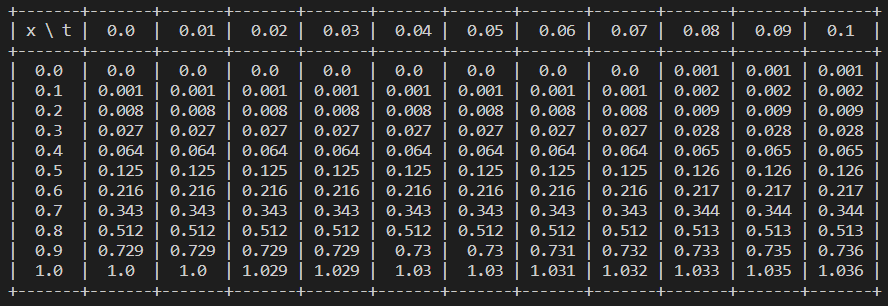 +-------+-------+-------+-------+-------+-------+-------+-------+-------+-------+-------+-------+
| x \ t |  0.0  |  0.01 |  0.02 |  0.03 |  0.04 |  0.05 |  0.06 |  0.07 |  0.08 |  0.09 |  0.1  |
+-------+-------+-------+-------+-------+-------+-------+-------+-------+-------+-------+-------+
|  0.0  |  0.0  |  0.0  |  0.0  |  0.0  |  0.0  |  0.0  |  0.0  |  0.0  | 0.001 | 0.001 | 0.001 |
|  0.1  | 0.001 | 0.001 | 0.001 | 0.001 | 0.001 | 0.001 | 0.001 | 0.001 | 0.002 | 0.002 | 0.002 |
|  0.2  | 0.008 | 0.008 | 0.008 | 0.008 | 0.008 | 0.008 | 0.008 | 0.008 | 0.009 | 0.009 | 0.009 |
|  0.3  | 0.027 | 0.027 | 0.027 | 0.027 | 0.027 | 0.027 | 0.027 | 0.027 | 0.028 | 0.028 | 0.028 |
|  0.4  | 0.064 | 0.064 | 0.064 | 0.064 | 0.064 | 0.064 | 0.064 | 0.064 | 0.065 | 0.065 | 0.065 |
|  0.5  | 0.125 | 0.125 | 0.125 | 0.125 | 0.125 | 0.125 | 0.125 | 0.125 | 0.126 | 0.126 | 0.126 |
|  0.6  | 0.216 | 0.216 | 0.216 | 0.216 | 0.216 | 0.216 | 0.216 | 0.216 | 0.217 | 0.217 | 0.217 |
|  0.7  | 0.343 | 0.343 | 0.343 | 0.343 | 0.343 | 0.343 | 0.343 | 0.343 | 0.344 | 0.344 | 0.344 |
|  0.8  | 0.512 | 0.512 | 0.512 | 0.512 | 0.512 | 0.512 | 0.512 | 0.512 | 0.513 | 0.513 | 0.513 |
|  0.9  | 0.729 | 0.729 | 0.729 | 0.729 |  0.73 |  0.73 | 0.731 | 0.732 | 0.733 | 0.735 | 0.736 |
|  1.0  |  1.0  |  1.0  | 1.029 | 1.029 |  1.03 |  1.03 | 1.031 | 1.032 | 1.033 | 1.035 | 1.036 |
+-------+-------+-------+-------+-------+-------+-------+-------+-------+-------+-------+-------+